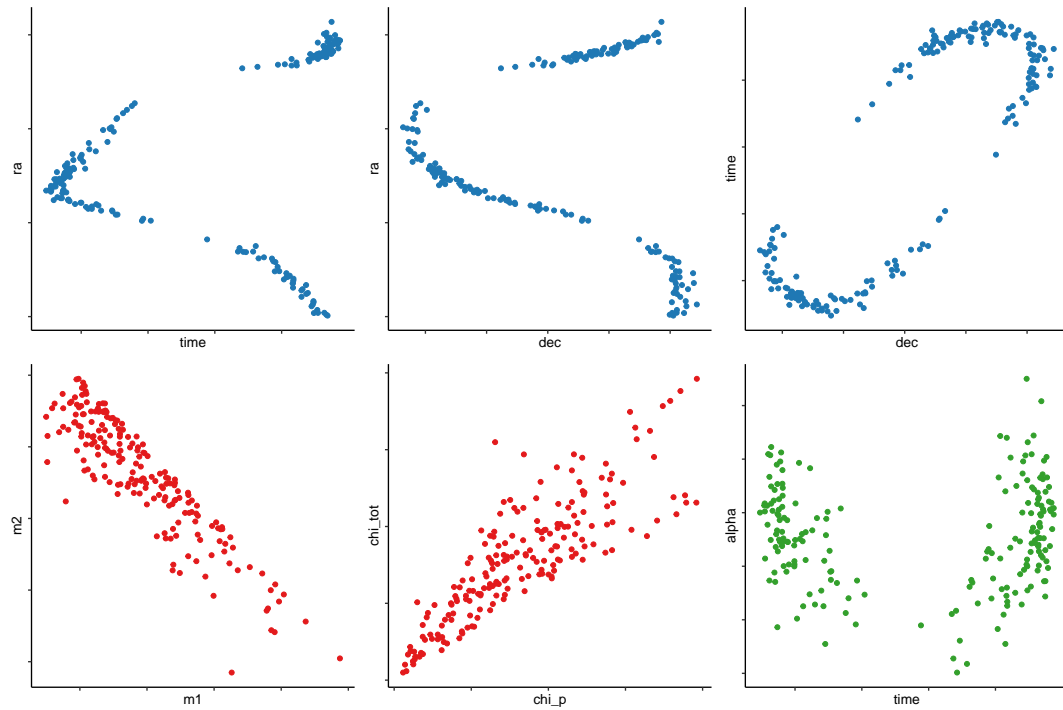 ra
time
ra
dec
time
dec
m2
m1
chi_tot
chi_p
alpha
time